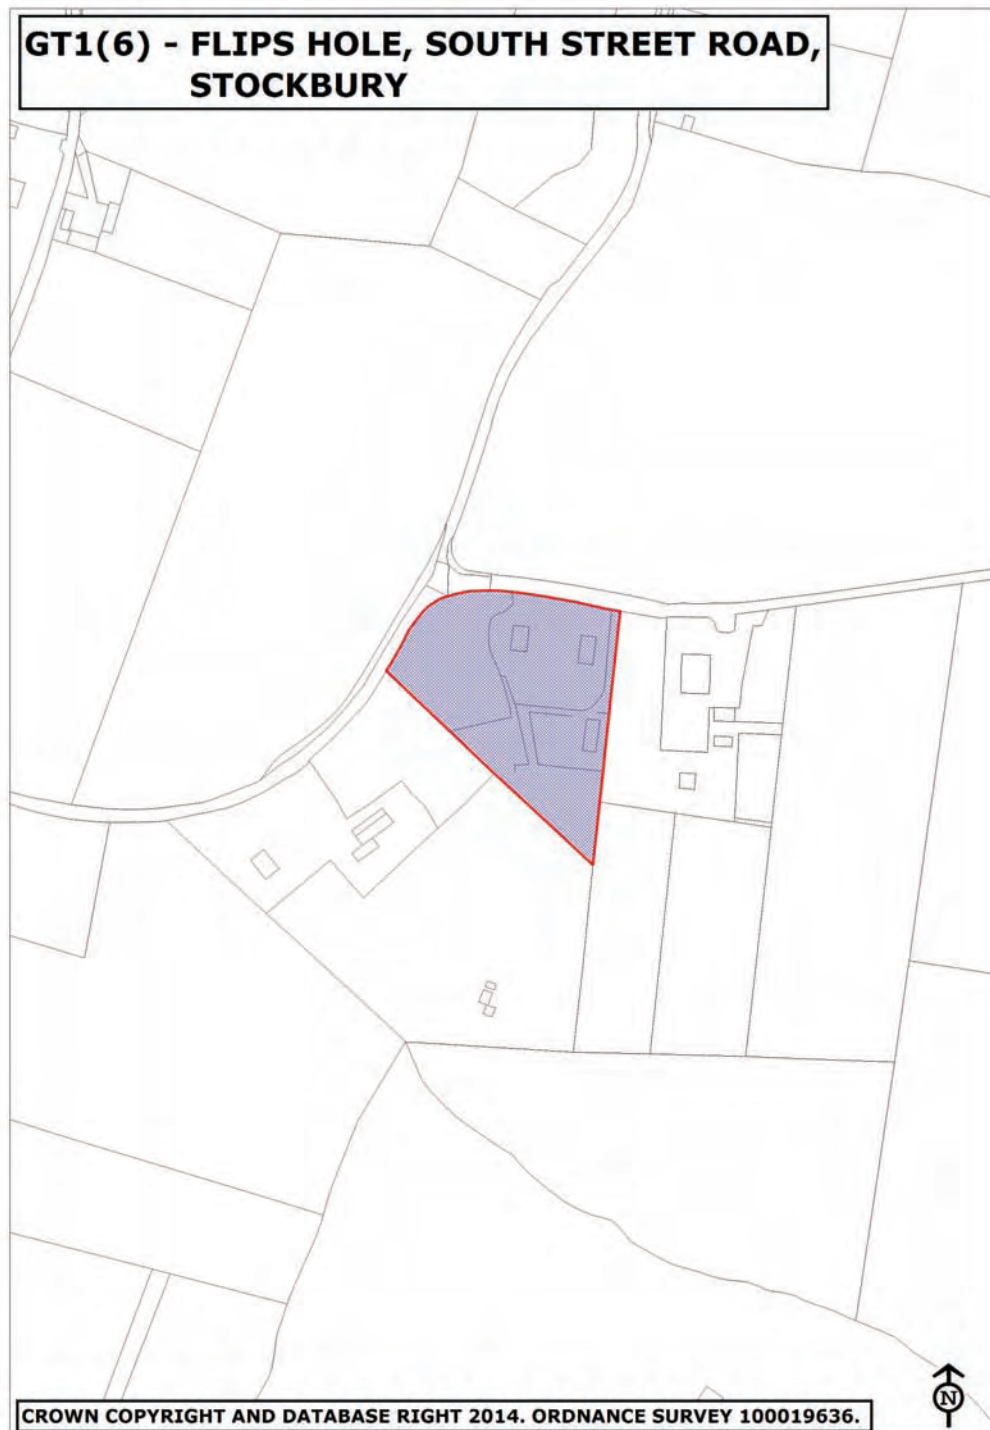 GT1(6) - FLIPS HOLE, SOUTH STREET ROAD,
STOCKBURY
N
CROWN COPYRIGHT AND DATABASE RIGHT 2014. ORDNANCE SURVEY 100019636.